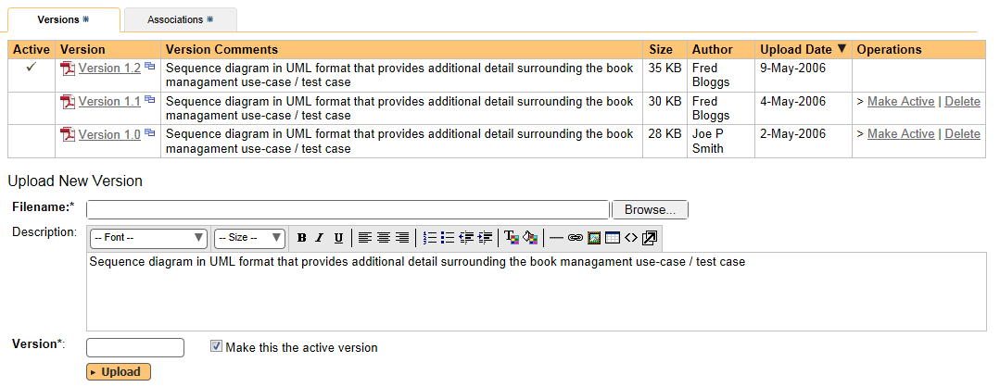 Versions * Associations *
Active Version Version Comments Size Author Upload Date ▼ Operations
✓ Version 1.2 Sequence diagram in UML format that provides additional detail surrounding the book 35 KB Fred 9-May-2006
managament use-case / test case Bloggs
Version 1.1 Sequence diagram in UML format that provides additional detail surrounding the book 30 KB Fred 4-May-2006 > Make Active | Delete
managament use-case / test case Bloggs
Version 1.0 Sequence diagram in UML format that provides additional detail surrounding the book 28 KB Joe P 2-May-2006 > Make Active | Delete
managament use-case / test case Smith
Upload New Version
Filename:* Browse...
Description: -- Font -- -- Size -- B I U
Sequence diagram in UML format that provides additional detail surrounding the book managament use-case / test case
Version*: Make this the active version
Upload